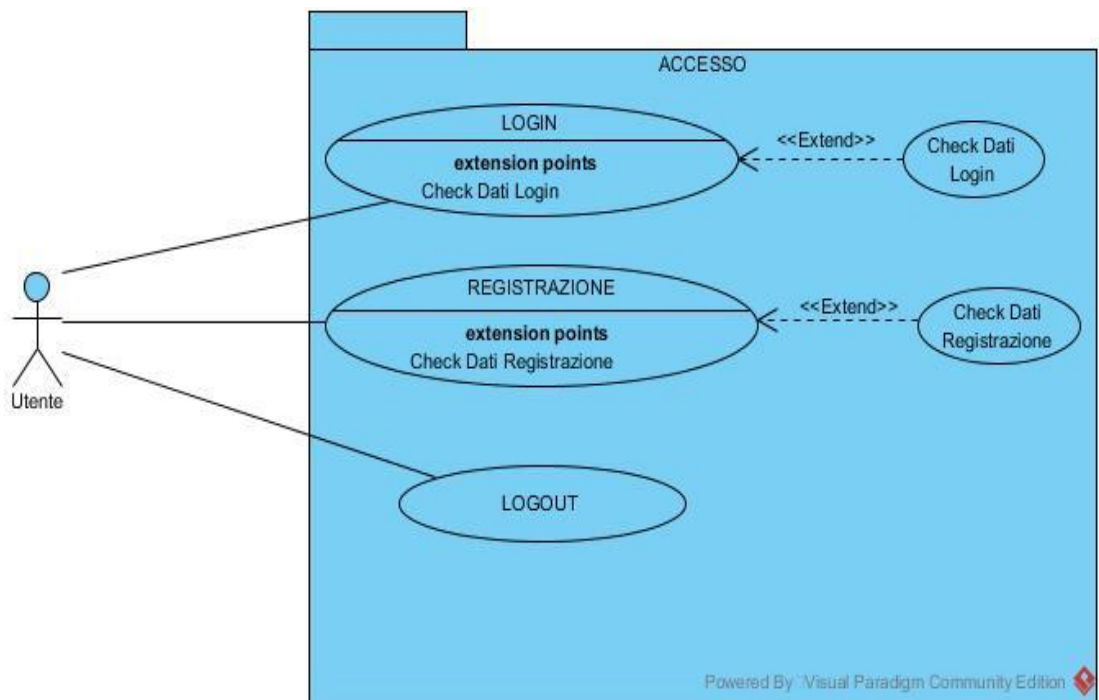 ACCESSO
LOGIN
extension points
Check Dati Login
<<Extend>>
Check Dati
Login
REGISTRAZIONE
extension points
Check Dati Registrazione
<<Extend>>
Check Dati
Registrazione
Utente
LOGOUT
Powered By Visual Paradigm Community Edition